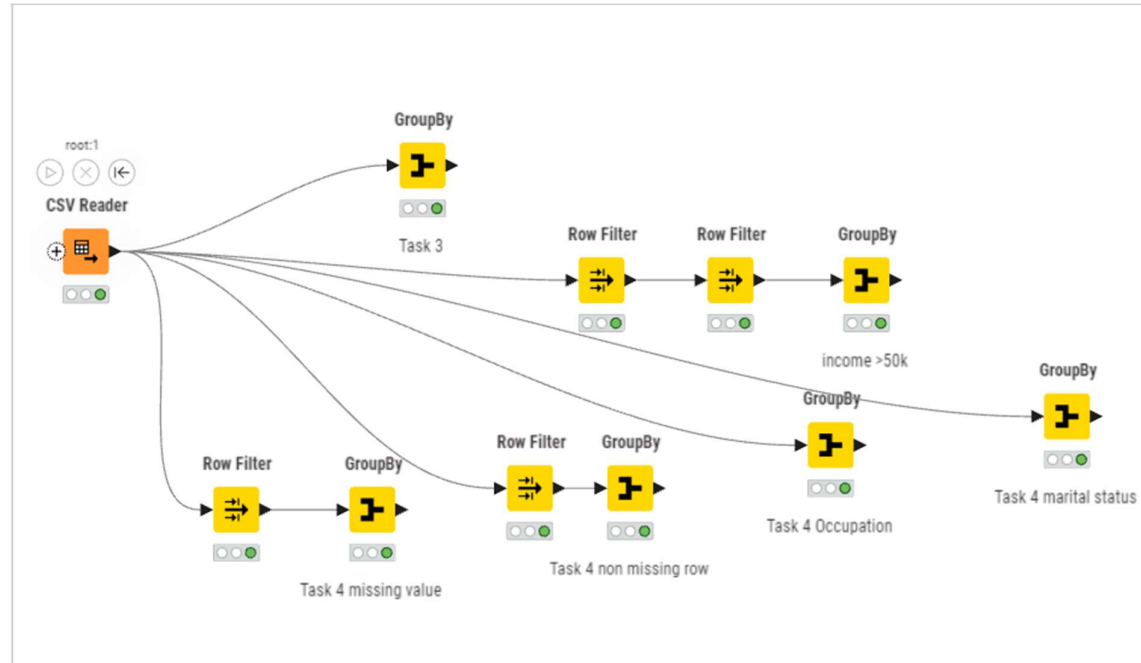 GroupBy
root:1
CSV Reader
Task 3
Row Filter
Row Filter
GroupBy
income >50k
GroupBy
GroupBy
Row Filter
GroupBy
Row Filter
GroupBy
Task 4 marital status
Task 4 Occupation
Task 4 non missing row
Task 4 missing value